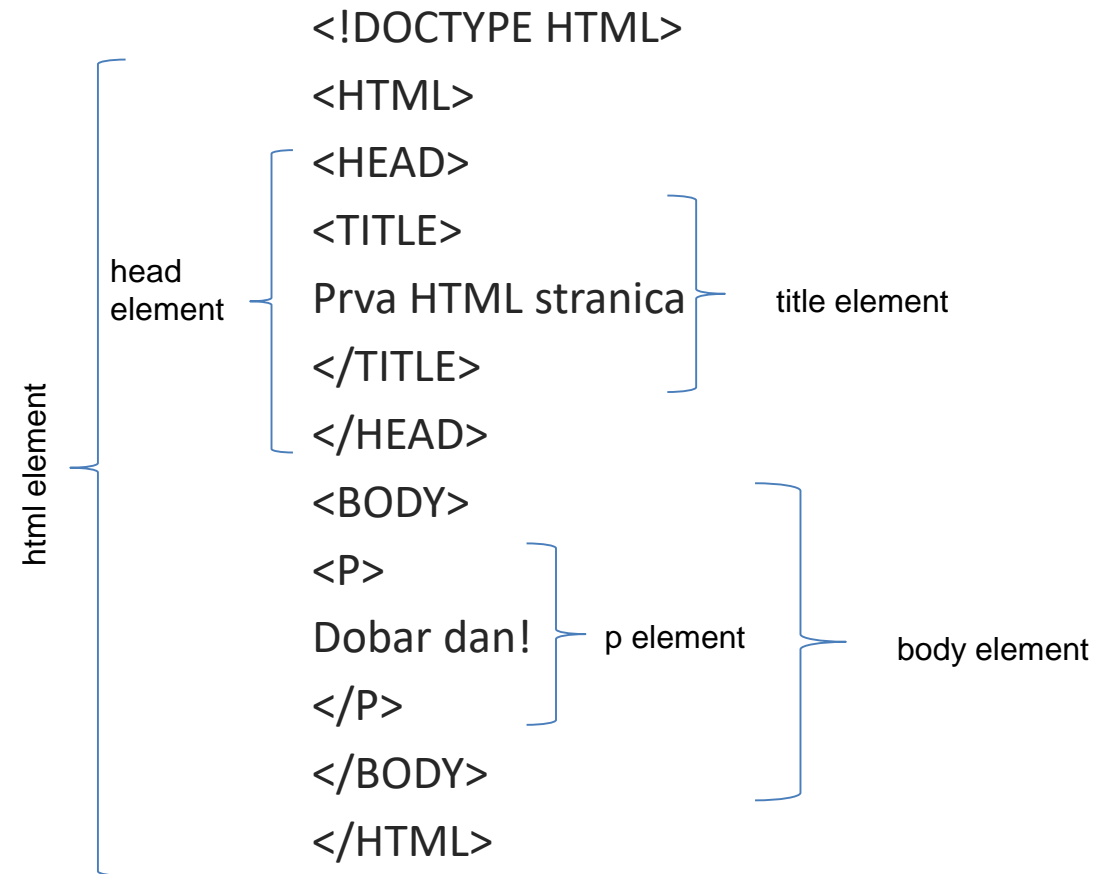 <!DOCTYPE HTML>
<HTML>
<HEAD>
<TITLE>
Prva HTML stranica
</TITLE>
</HEAD>
<BODY>
<P>
Dobar dan!
</P>
</BODY>
</HTML>
html element
head
element
title element
p element
body element